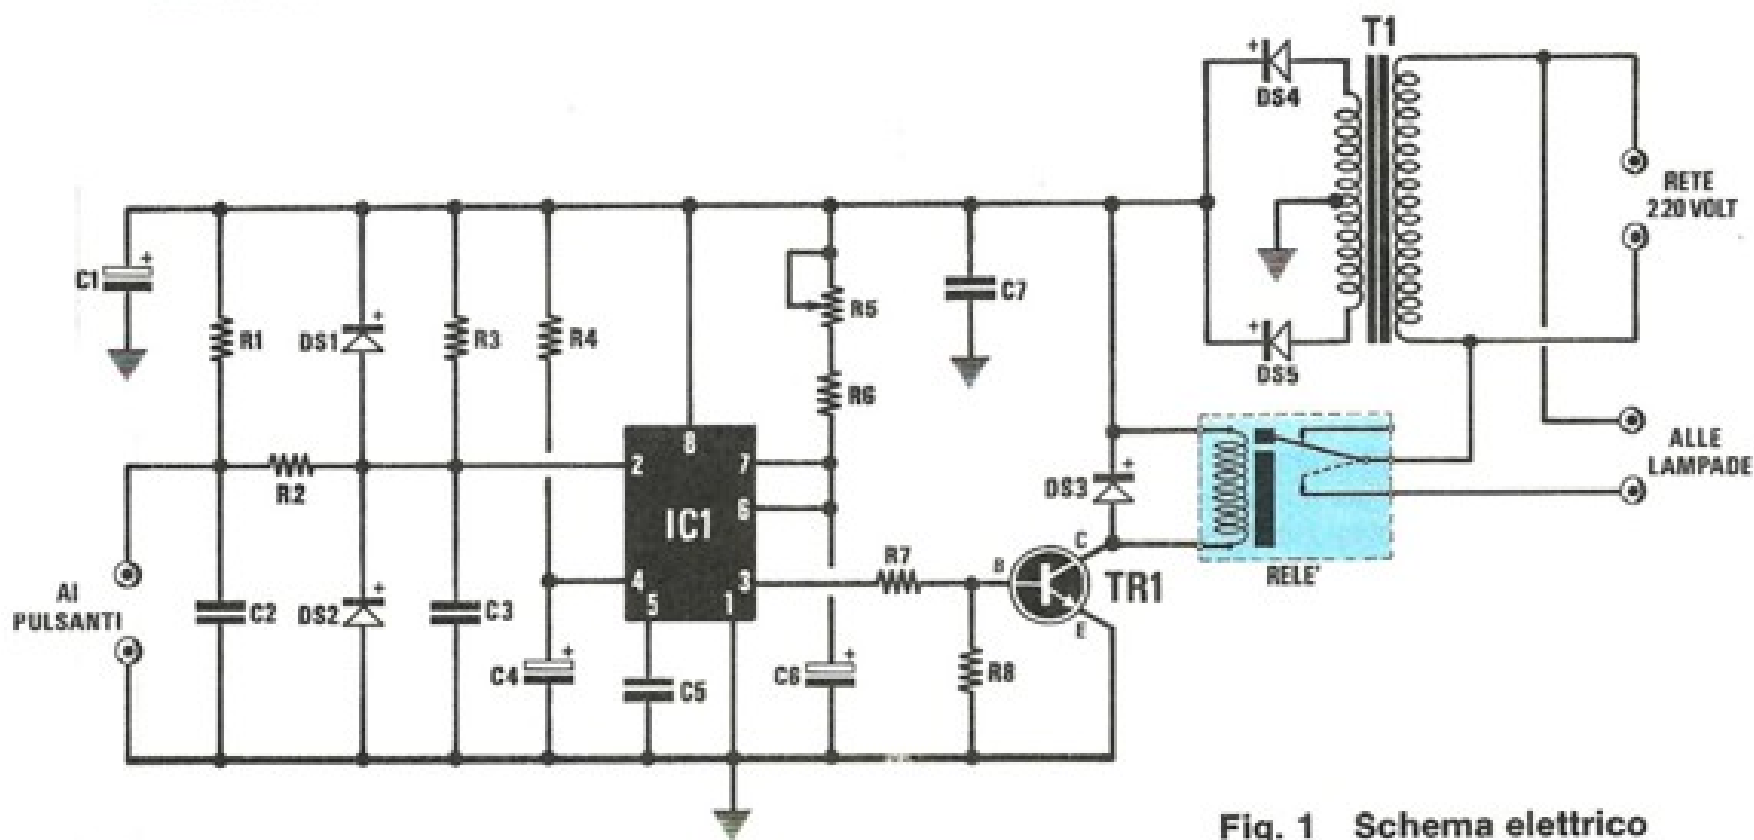 T1
+
DS4
RETE
220 VOLT
C1
+
R1
DS1
+
R3
R4
R5
R6
C7
+
DS5
ALLE
LAMPADE
R2
2
8
7
6
IC1
4
5
1
3
DS3
+
RELE'
AI
PULSANTI
C2
DS2
+
C3
C4
+
C5
C6
+
R7
R8
B
C
E
TR1
Fig. 1 Schema elettrico